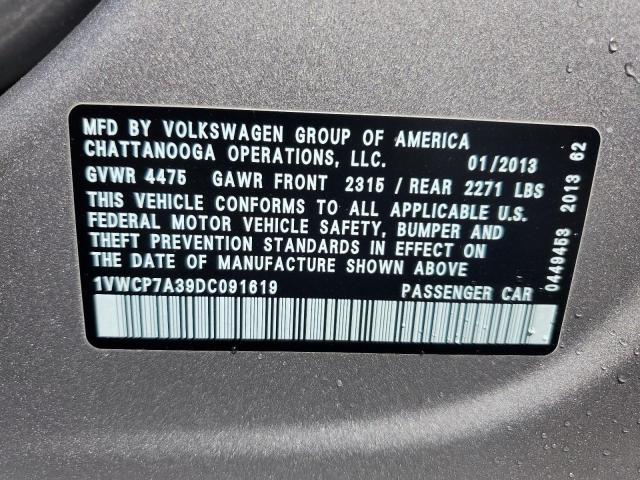 MFD BY VOLKSWAGEN GROUP OF AMERICA
CHATTANOOGA OPERATIONS, LLC. 01/2013
GVWR 4475 GAWR FRONT 2315 / REAR 2271 LBS
THIS VEHICLE CONFORMS TO ALL APPLICABLE U.S.
FEDERAL MOTOR VEHICLE SAFETY, BUMPER AND
THEFT PREVENTION STANDARDS IN EFFECT ON
THE DATE OF MANUFACTURE SHOWN ABOVE
1VWCP7A39DC091619 PASSENGER CAR
0449453 2013 62